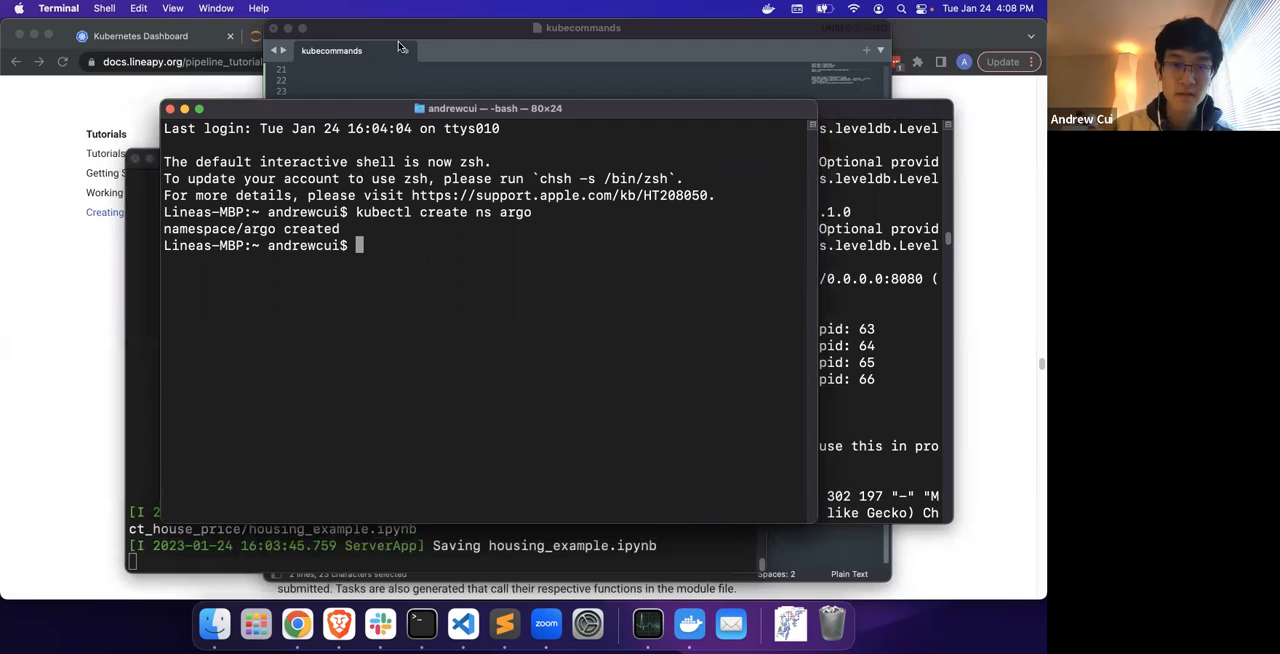 Terminal Shell Edit View Window Help Tue Jan 24 4:08 PM
Kubernetes Dashboard
kubecommands
docs.lineapy.org/pipeline_tutorial
kubecommands
A Update
21
22
23
Tutorials
Tutorials
Getting S
Working
Creating
andrewcui — -bash — 80×24
Last login: Tue Jan 24 16:04:04 on ttys010
The default interactive shell is now zsh.
To update your account to use zsh, please run `chsh -s /bin/zsh`.
For more details, please visit https://support.apple.com/kb/HT208050.
Lineas-MBP:~ andrewcui$ kubectl create ns argo
namespace/argo created
Lineas-MBP:~ andrewcui$
s.leveldb.Level
Optional provid
.1.0
Optional provid
s.leveldb.Level
/0.0.0.0:8080 (
pid: 63
pid: 64
pid: 65
pid: 66
use this in pro
302 197 "-" "M
like Gecko) Ch
[I 2
ct_house_price/housing_example.ipynb
[I 2023-01-24 16:03:45.759 ServerApp] Saving housing_example.ipynb
2 lines, 23 characters selected
Spaces: 2
Plain Text
submitted. Tasks are also generated that call their respective functions in the module file.
zoom
Andrew Cui